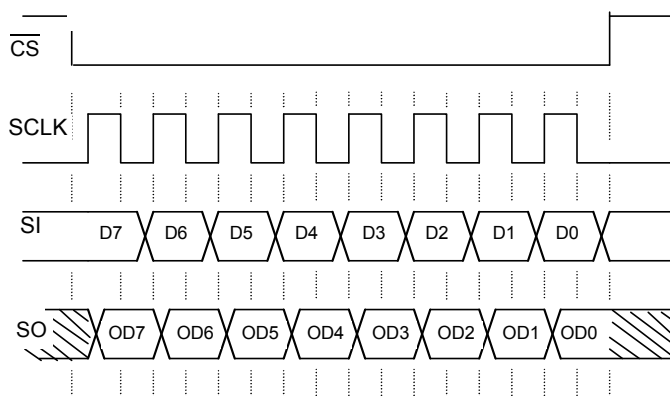 CS
SCLK
SI D7 D6 D5 D4 D3 D2 D1 D0
SO OD7 OD6 OD5 OD4 OD3 OD2 OD1 OD0